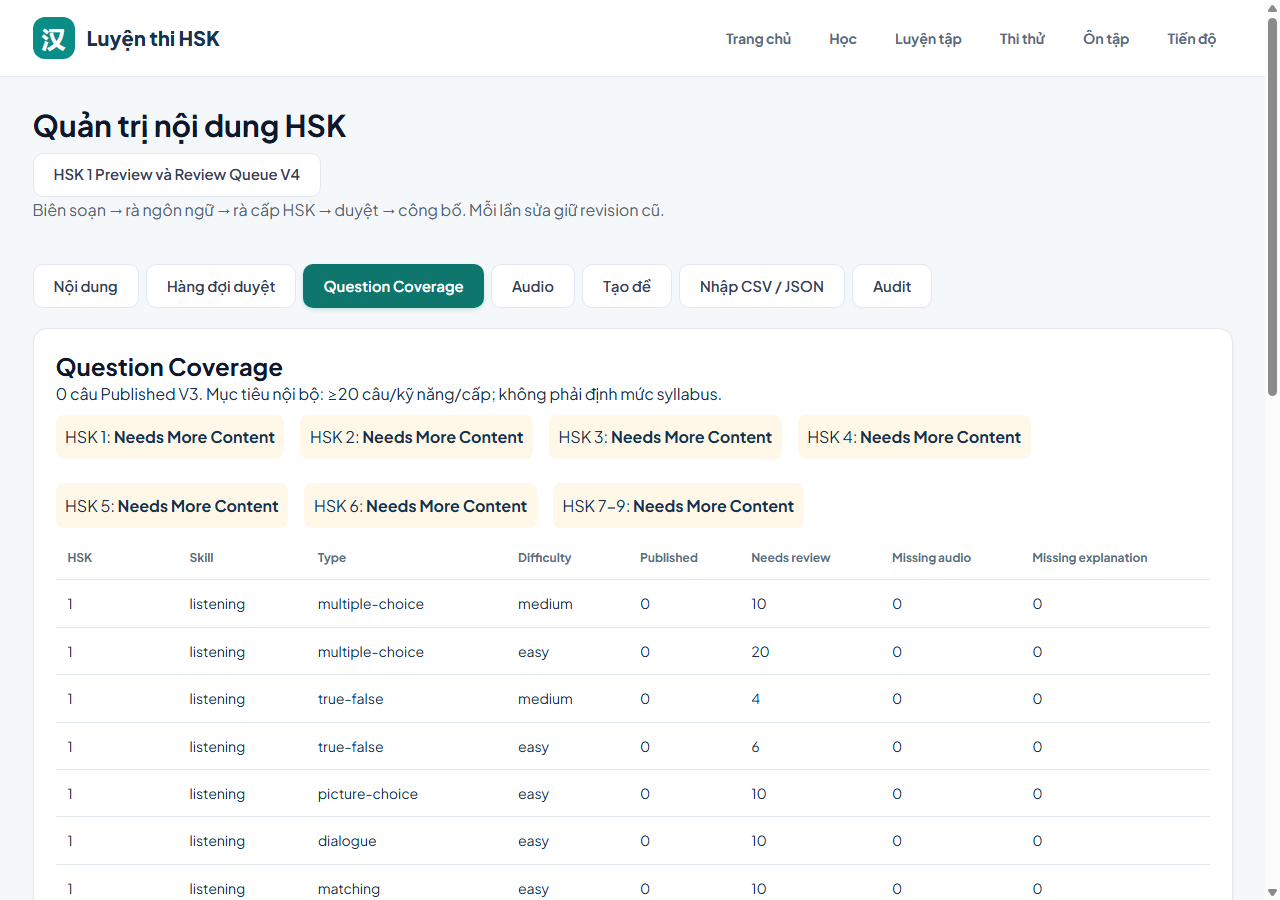 汉 Luyện thi HSK Trang chủ Học Luyện tập Thi thử Ôn tập Tiến độ
Quản trị nội dung HSK
HSK 1 Preview và Review Queue V4
Biên soạn → rà ngôn ngữ → rà cấp HSK → duyệt → công bố. Mỗi lần sửa giữ revision cũ.
Nội dung Hàng đợi duyệt Question Coverage Audio Tạo đề Nhập CSV / JSON Audit
Question Coverage
0 câu Published V3. Mục tiêu nội bộ: ≥20 câu/kỹ năng/cấp; không phải định mức syllabus.
HSK 1: Needs More Content HSK 2: Needs More Content HSK 3: Needs More Content HSK 4: Needs More Content
HSK 5: Needs More Content HSK 6: Needs More Content HSK 7–9: Needs More Content
HSK Skill Type Difficulty Published Needs review Missing audio Missing explanation
1 listening multiple-choice medium 0 10 0 0
1 listening multiple-choice easy 0 20 0 0
1 listening true-false medium 0 4 0 0
1 listening true-false easy 0 6 0 0
1 listening picture-choice easy 0 10 0 0
1 listening dialogue easy 0 10 0 0
1 listening matching easy 0 10 0 0